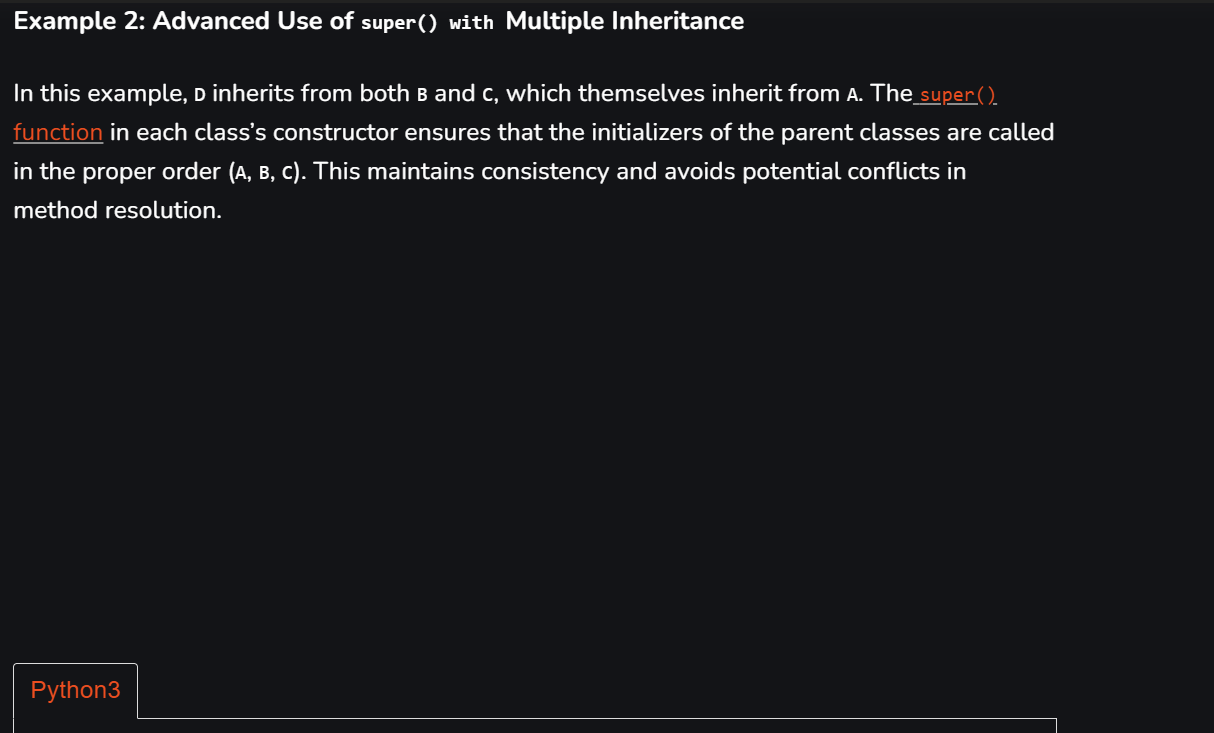 Example 2: Advanced Use of super() with Multiple Inheritance
In this example, D inherits from both B and C, which themselves inherit from A. The super()
function in each class’s constructor ensures that the initializers of the parent classes are called
in the proper order (A, B, C). This maintains consistency and avoids potential conflicts in
method resolution.
Python3